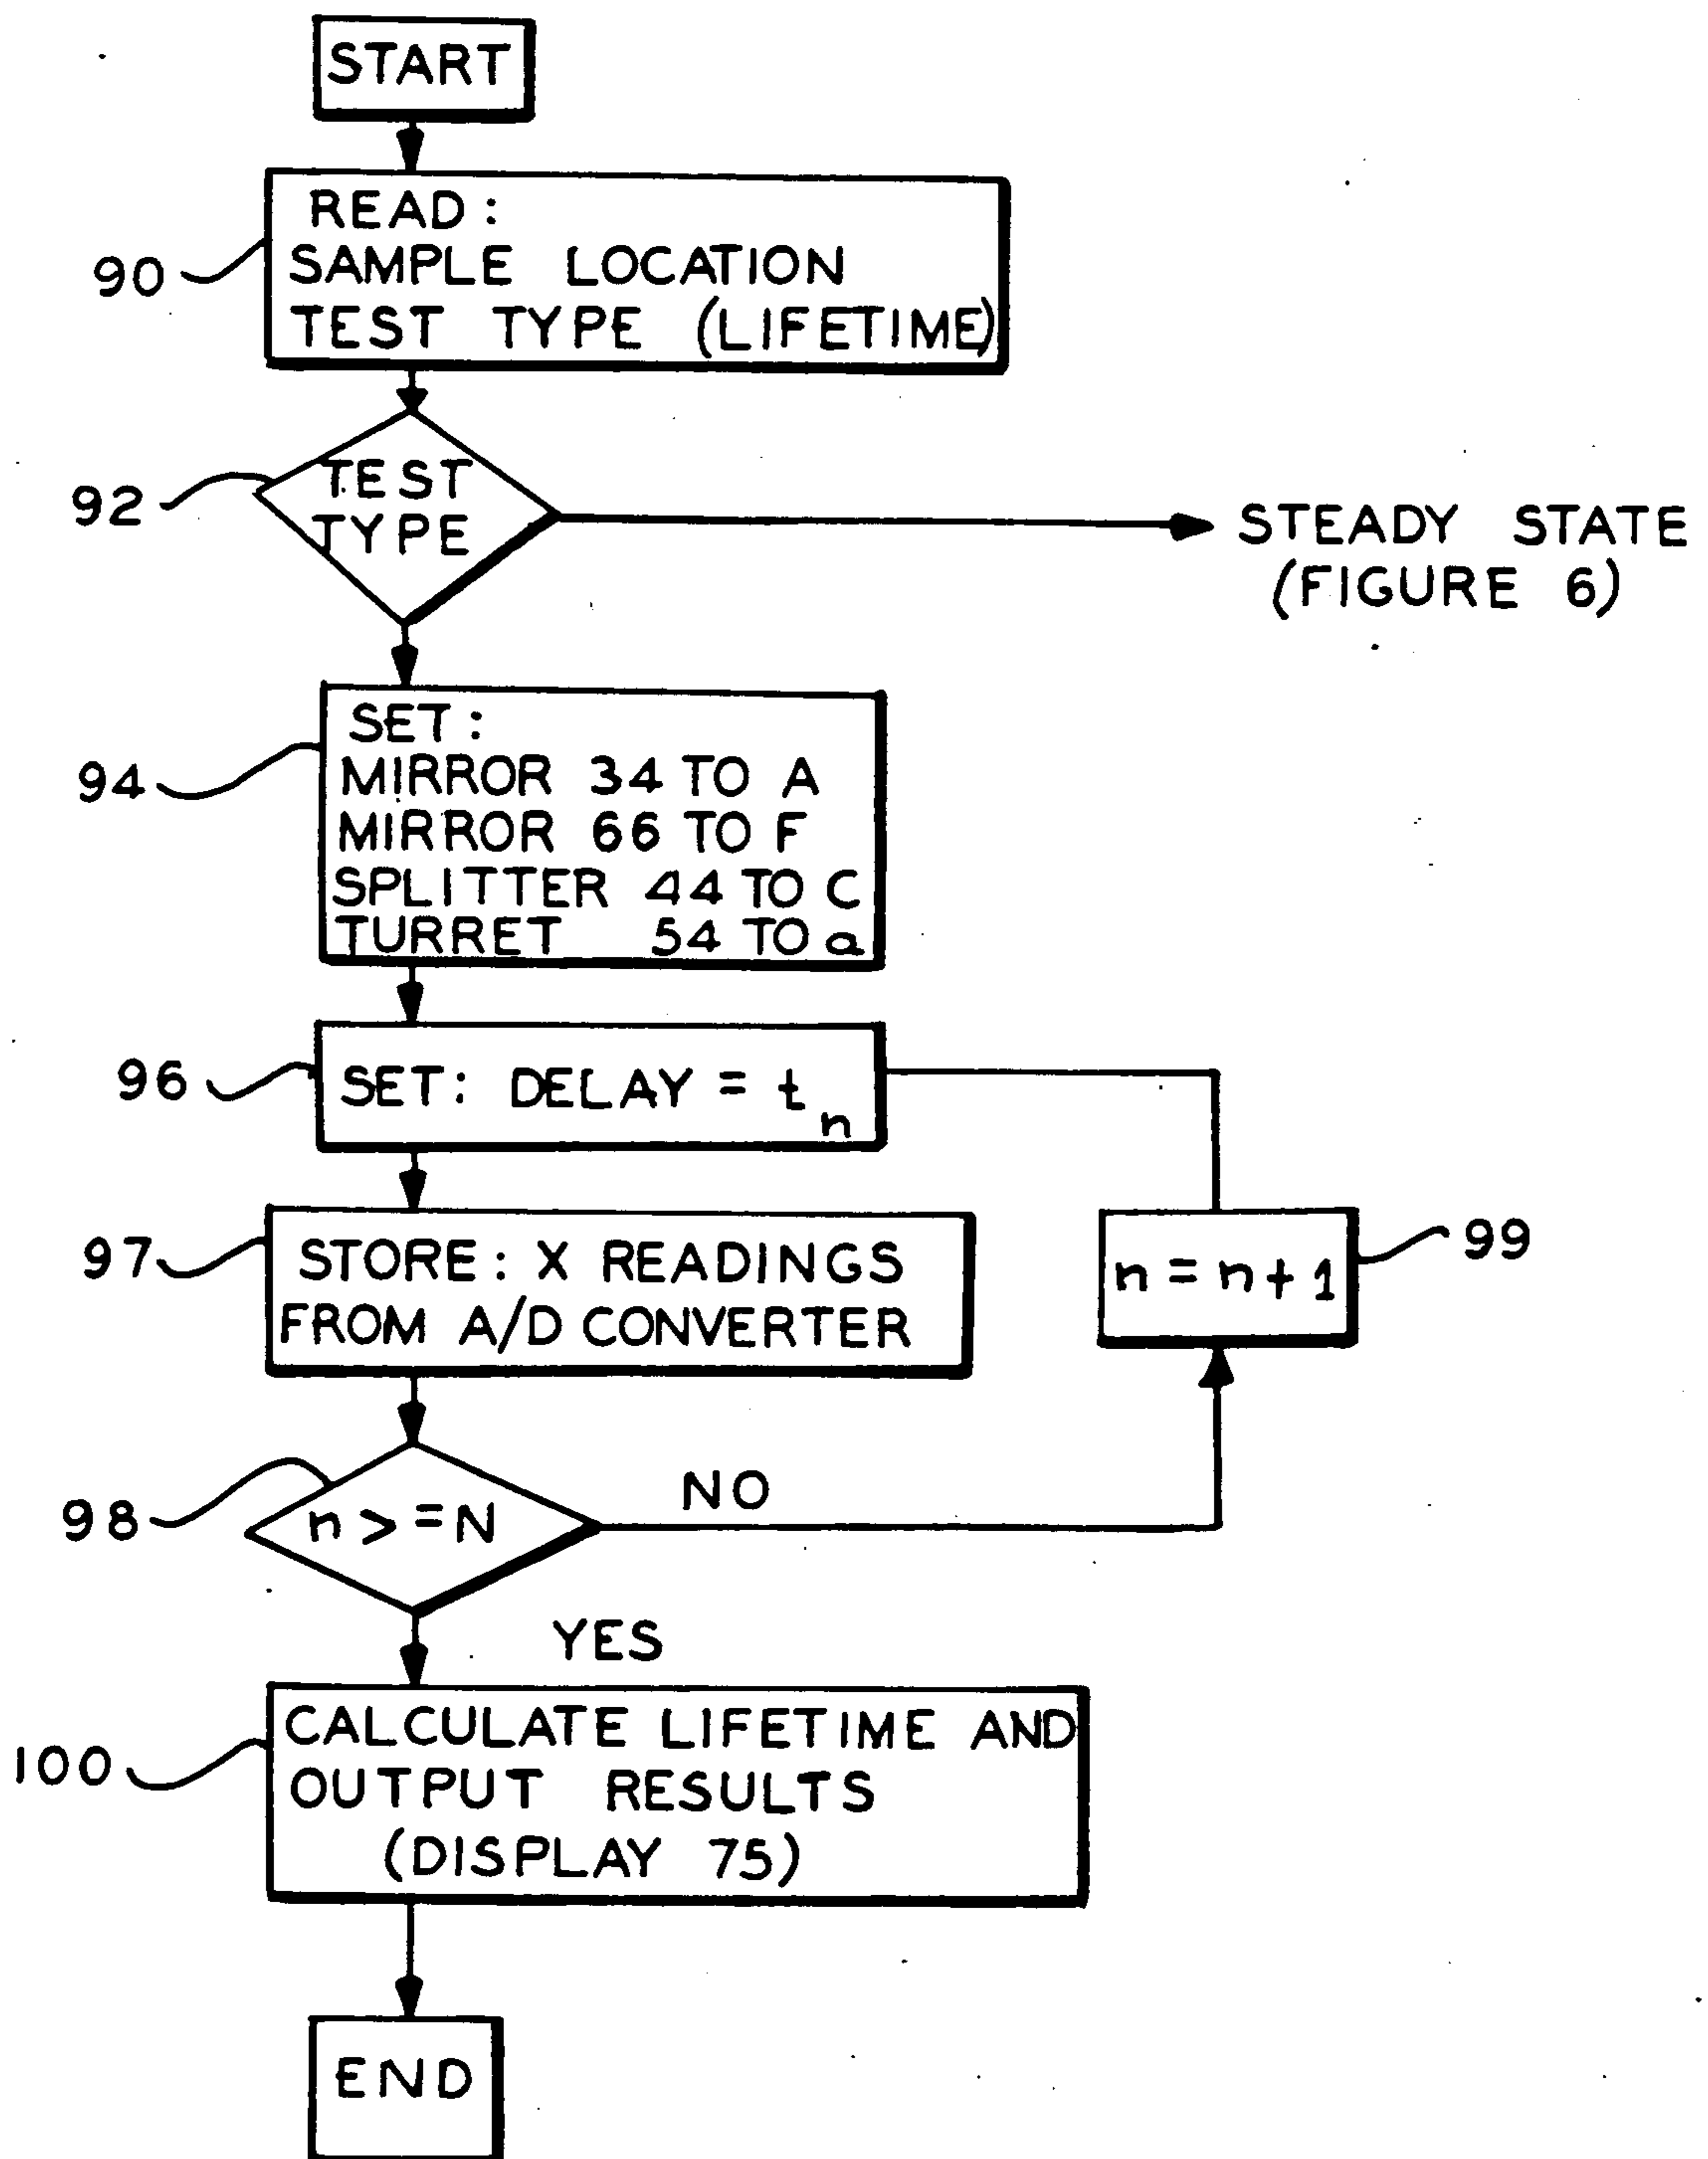 START
READ:
90
SAMPLE LOCATION
TEST TYPE (LIFETIME)
92
TEST
TYPE
STEADY STATE
(FIGURE 6)
94
SET:
MIRROR 34 TO A
MIRROR 66 TO F
SPLITTER 44 TO C
TURRET 54 TO a
96
SET: DELAY = tn
97
STORE: X READINGS
FROM A/D CONVERTER
n = n + 1
99
98
n > = N
NO
YES
100
CALCULATE LIFETIME AND
OUTPUT RESULTS
(DISPLAY 75)
END